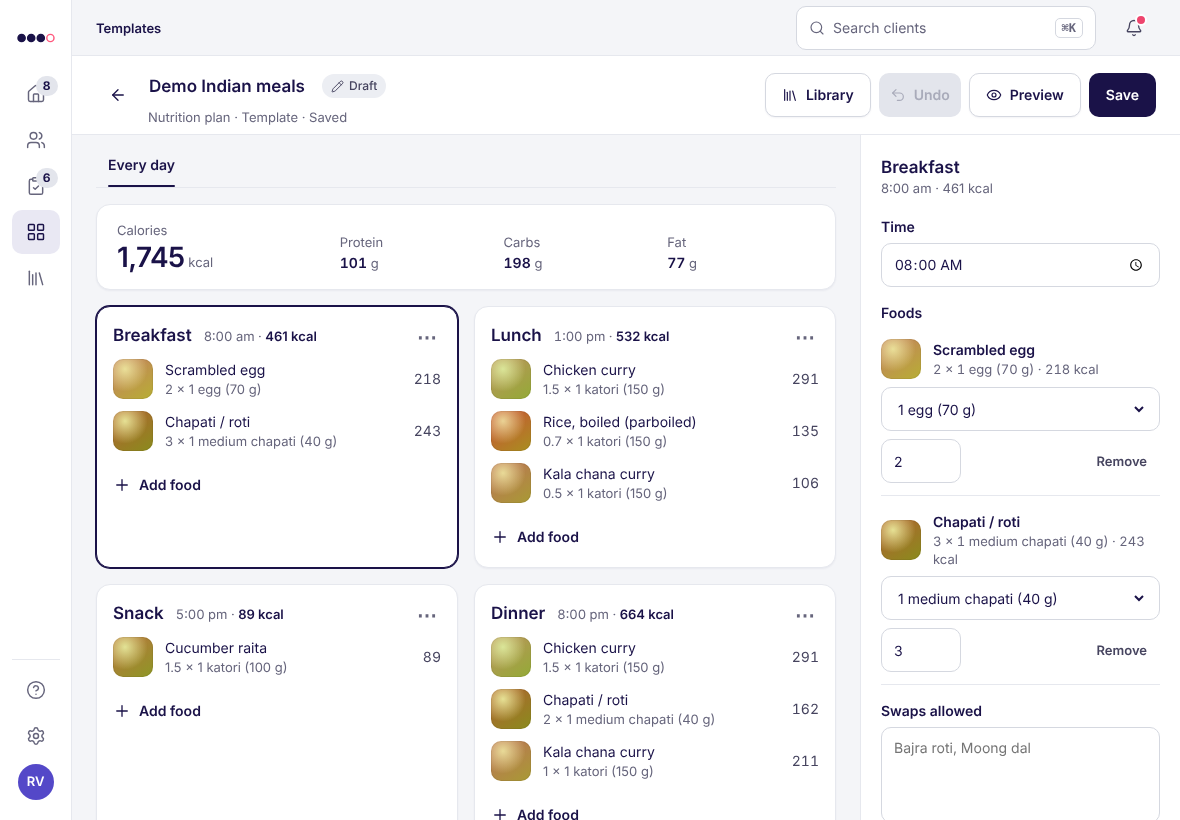 Templates
Search clients
⌘K
8
6
Demo Indian meals
Draft
Nutrition plan · Template · Saved
Library
Undo
Preview
Save
Every day
Calories
1,745 kcal
Protein
101 g
Carbs
198 g
Fat
77 g
Breakfast 8:00 am · 461 kcal
Scrambled egg
2 × 1 egg (70 g)
218
Chapati / roti
3 × 1 medium chapati (40 g)
243
Add food
Lunch 1:00 pm · 532 kcal
Chicken curry
1.5 × 1 katori (150 g)
291
Rice, boiled (parboiled)
0.7 × 1 katori (150 g)
135
Kala chana curry
0.5 × 1 katori (150 g)
106
Add food
Snack 5:00 pm · 89 kcal
Cucumber raita
1.5 × 1 katori (100 g)
89
Add food
Dinner 8:00 pm · 664 kcal
Chicken curry
1.5 × 1 katori (150 g)
291
Chapati / roti
2 × 1 medium chapati (40 g)
162
Kala chana curry
1 × 1 katori (150 g)
211
Add food
Breakfast
8:00 am · 461 kcal
Time
08:00 AM
Foods
Scrambled egg
2 × 1 egg (70 g) · 218 kcal
1 egg (70 g)
2
Remove
Chapati / roti
3 × 1 medium chapati (40 g) · 243
kcal
1 medium chapati (40 g)
3
Remove
Swaps allowed
Bajra roti, Moong dal
RV